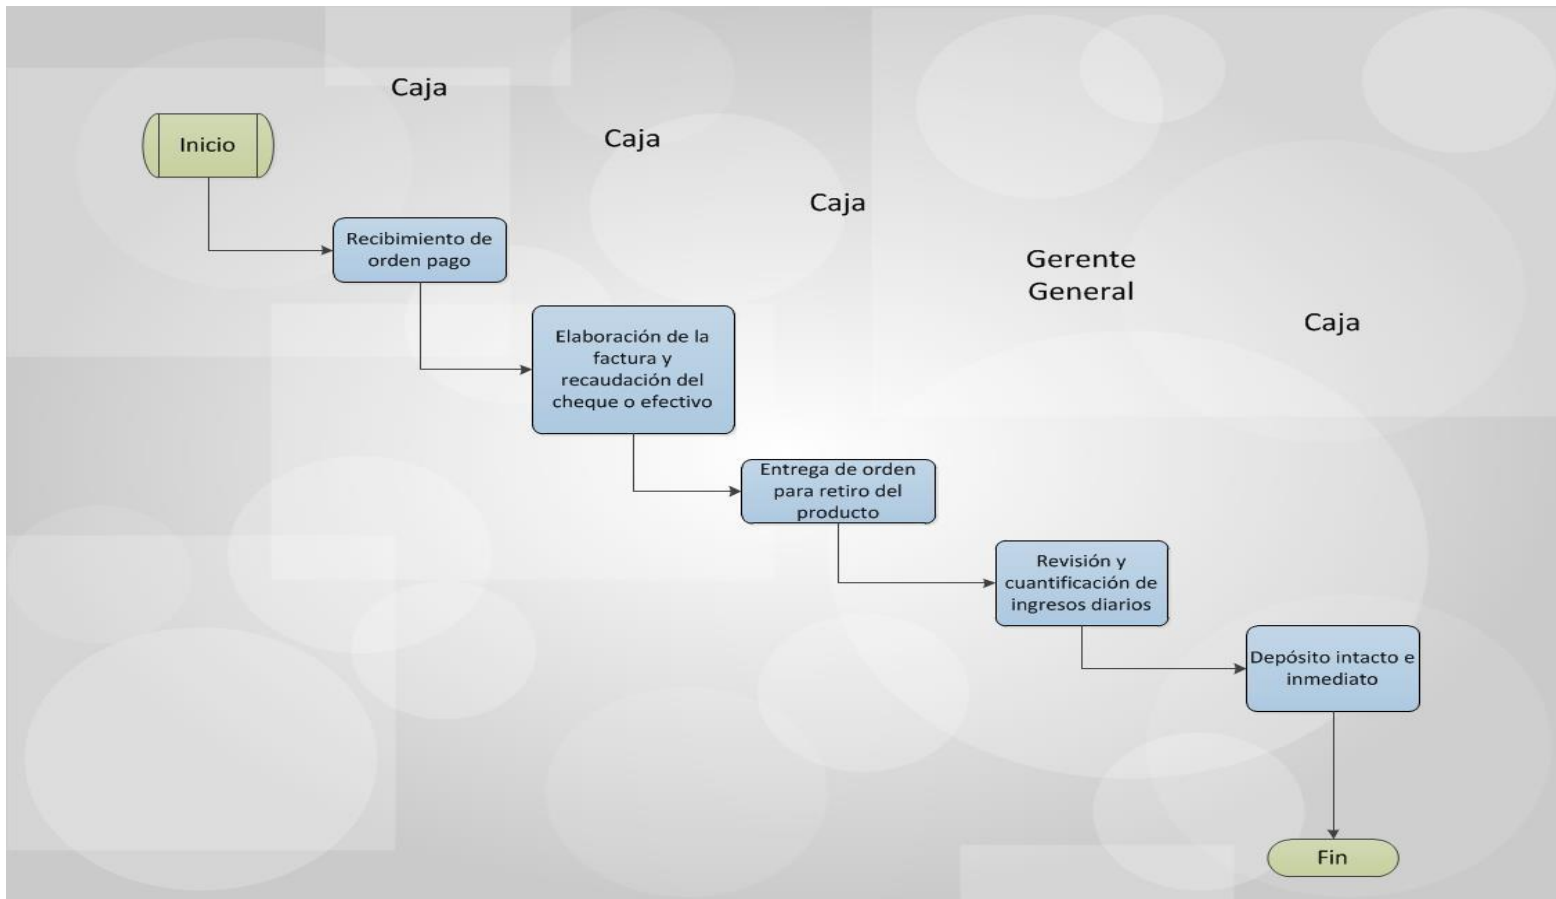 Caja
Caja
Inicio
Caja
Recibimiento de
orden pago
Gerente
General
Caja
Elaboración de la
factura y
recaudación del
cheque o efectivo
Entrega de orden
para retiro del
producto
Revisión y
cuantificación de
ingresos diarios
Depósito intacto e
inmediato
Fin